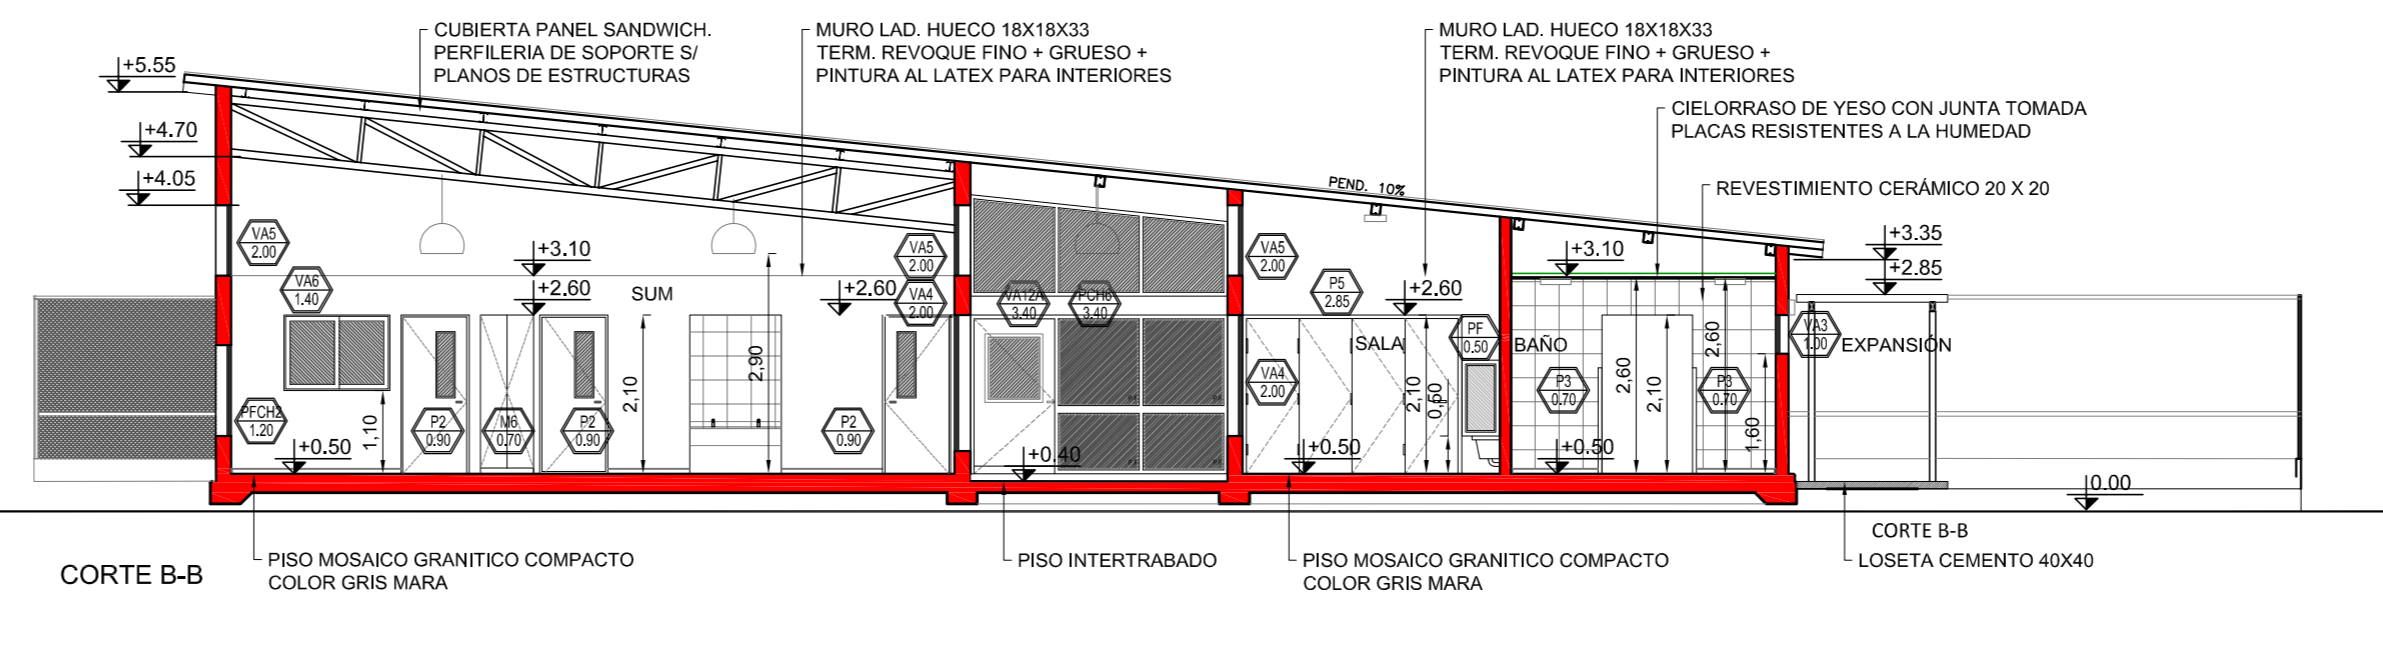 CUBIERTA PANEL SANDWICH.
PERFILERIA DE SOPORTE S/
PLANOS DE ESTRUCTURAS
MURO LAD. HUECO 18X18X33
TERM. REVOQUE FINO + GRUESO +
PINTURA AL LATEX PARA INTERIORES
MURO LAD. HUECO 18X18X33
TERM. REVOQUE FINO + GRUESO +
PINTURA AL LATEX PARA INTERIORES
CIELORRASO DE YESO CON JUNTA TOMADA
PLACAS RESISTENTES A LA HUMEDAD
REVESTIMIENTO CERÁMICO 20 X 20
+5.55
+4.70
+4.05
PEND. 10%
VA5
2.00
VA6
1.40
+3.10
+2.60
SUM
+2.60
VA5
2.00
VA4
2.00
VA12A
3.40
PCH6
3.40
VA5
2.00
P5
2.85
+2.60
+3.10
+3.35
+2.85
PF
0.50
SALA
BAÑO
VA3
1.00
EXPANSIÓN
PFCH2
1.20
1,10
P2
0.90
M6
0.70
P2
0.90
2,10
2,90
P2
0.90
VA4
2.00
2,10
0,50
P3
0.70
2,60
2,10
2,60
P3
0.70
1,60
+0.50
+0.40
+0.50
+0.50
0.00
CORTE B-B
CORTE B-B
PISO MOSAICO GRANITICO COMPACTO
COLOR GRIS MARA
PISO INTERTRABADO
PISO MOSAICO GRANITICO COMPACTO
COLOR GRIS MARA
LOSETA CEMENTO 40X40